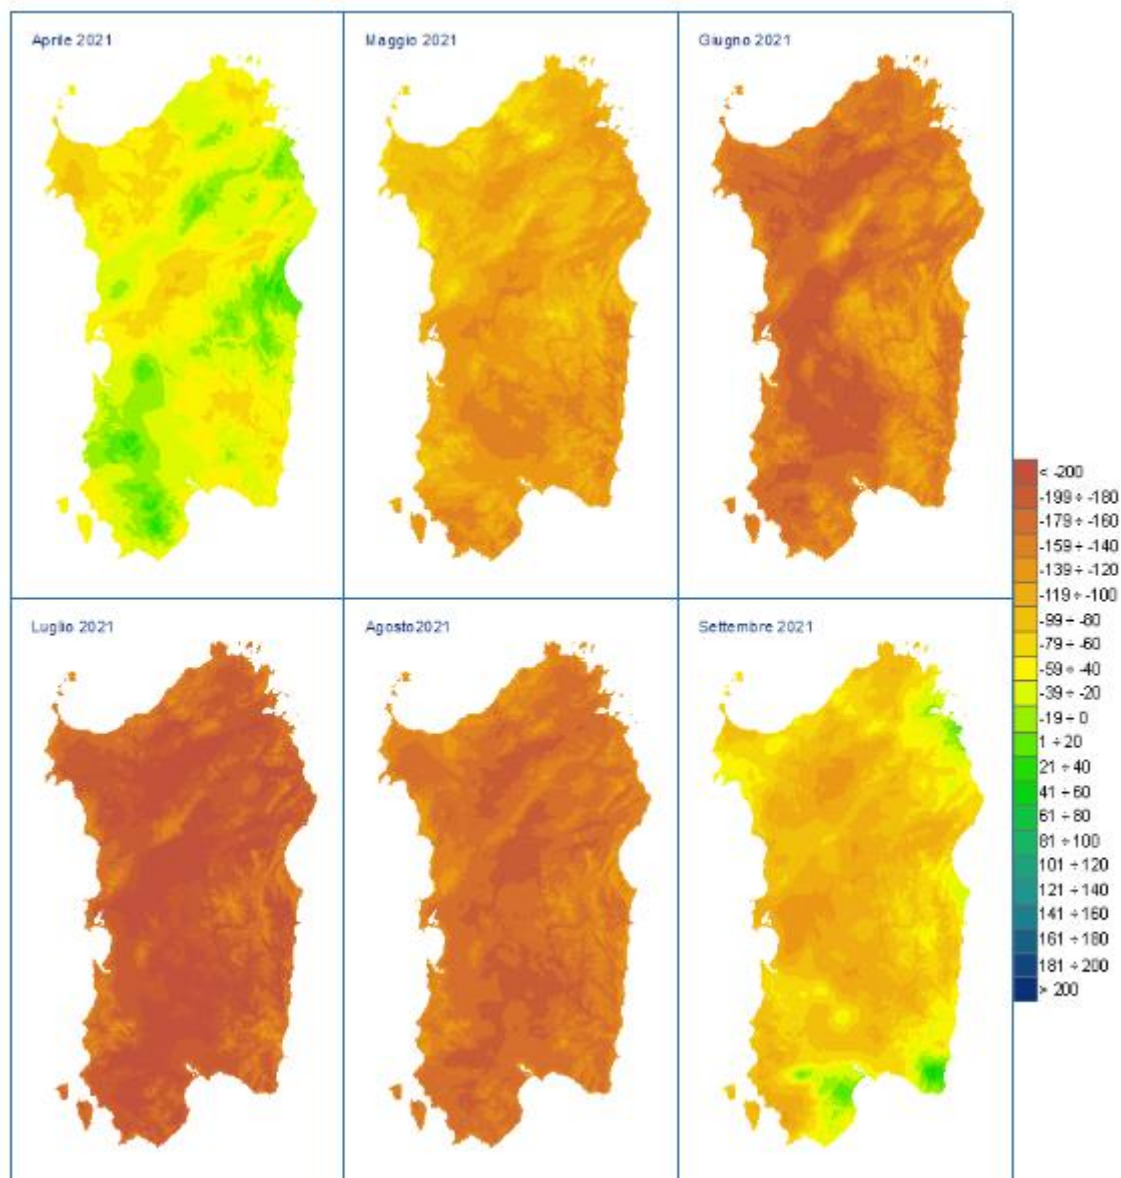 Aprile 2021
Maggio 2021
Giugno 2021
< -200
-199 ÷ -180
-179 ÷ -160
-159 ÷ -140
-139 ÷ -120
-119 ÷ -100
-99 ÷ -80
-79 ÷ -60
-59 ÷ -40
-39 ÷ -20
-19 ÷ 0
1 ÷ 20
21 ÷ 40
41 ÷ 60
61 ÷ 80
81 ÷ 100
101 ÷ 120
121 ÷ 140
141 ÷ 160
161 ÷ 180
181 ÷ 200
> 200
Luglio 2021
Agosto2021
Settembre 2021